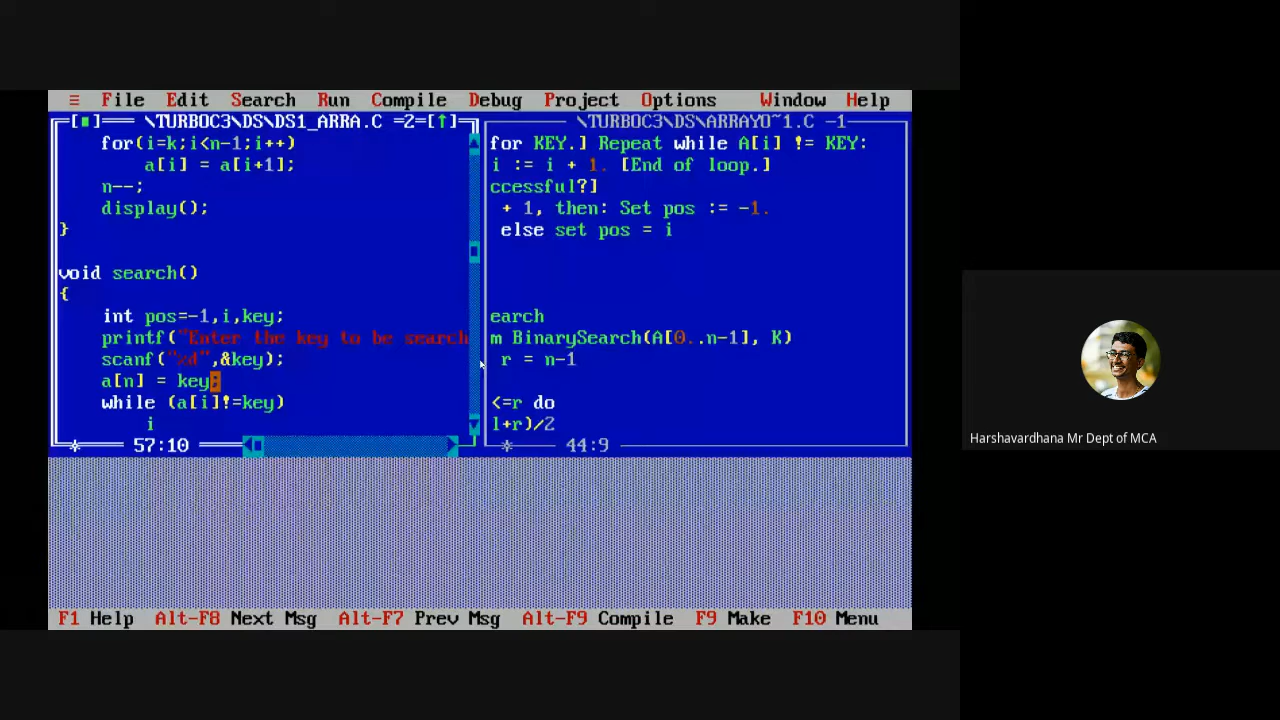 ≡ File Edit Search Run Compile Debug Project Options Window Help
[■] \TURBOC3\DS\DS1_ARRA.C =2=[↑]
for(i=k;i<n-1;i++)
a[i] = a[i+1];
n--;
display();
}
void search()
{
int pos=-1,i,key;
printf("Enter the key to be search
scanf("%d",&key);
a[n] = key;
while (a[i]!=key)
i
57:10
\TURBOC3\DS\ARRAYO~1.C -1
for KEY.] Repeat while A[i] != KEY:
i := i + 1. [End of loop.]
ccessful?]
+ 1, then: Set pos := -1.
else set pos = i
earch
m BinarySearch(A[0..n-1], K)
r = n-1
<=r do
l+r)/2
44:9
F1 Help Alt-F8 Next Msg Alt-F7 Prev Msg Alt-F9 Compile F9 Make F10 Menu
Harshavardhana Mr Dept of MCA